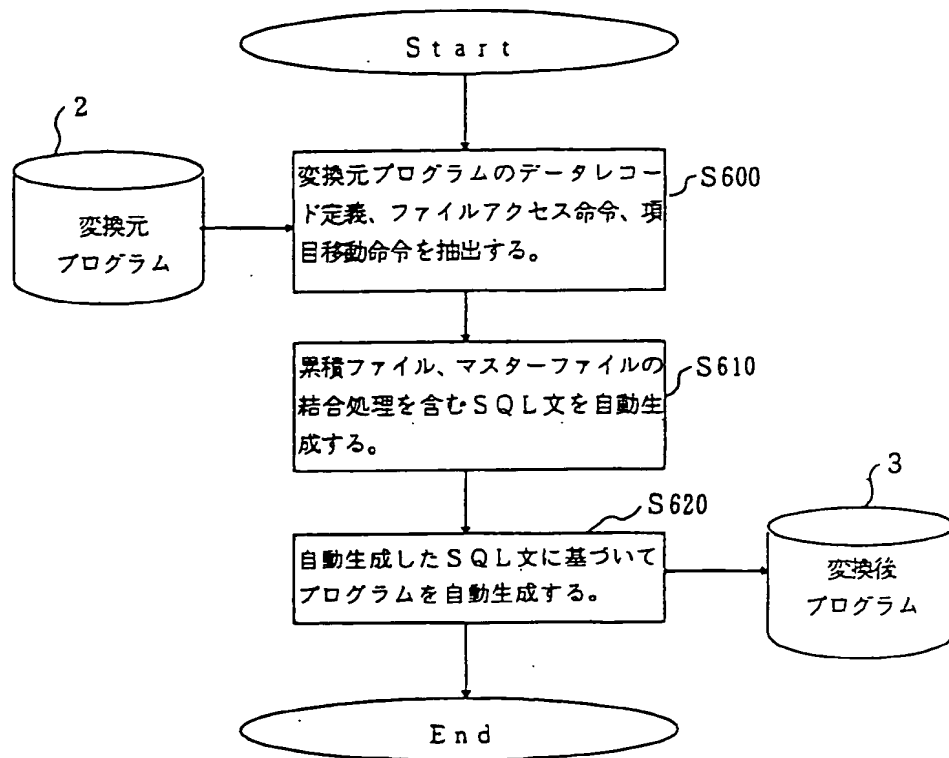 Start
2
変換元
プログラム
変換元プログラムのデータレコー
ド定義、ファイルアクセス命令、項
目移動命令を抽出する。
S600
累積ファイル、マスターファイルの
結合処理を含むSQL文を自動生
成する。
S610
S620
自動生成したSQL文に基づいて
プログラムを自動生成する。
3
変換後
プログラム
End